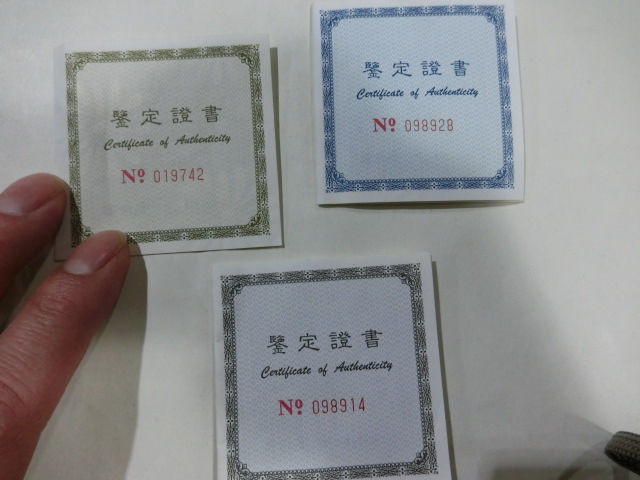 鑒定證書
Certificate of Authenticity
Nº 019742
鑒定證書
Certificate of Authenticity
Nº 098928
鑒定證書
Certificate of Authenticity
Nº 098914